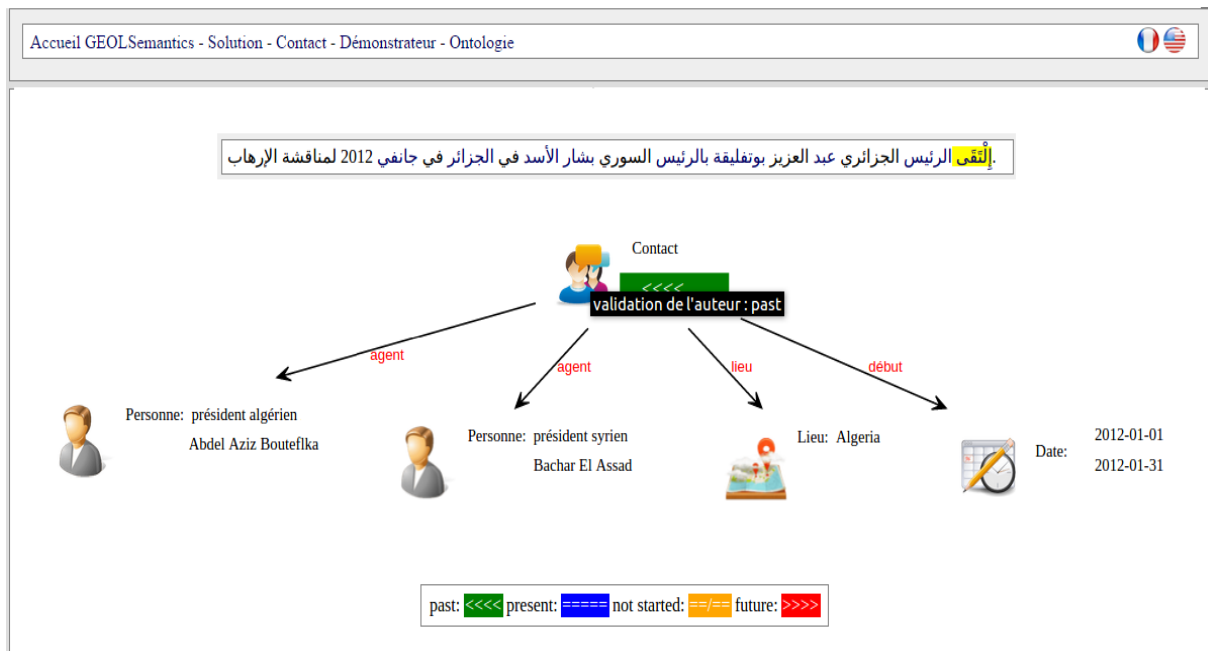 Accueil GEOLSemantics - Solution - Contact - Démonstrateur - Ontologie
إِلْتَقَى الرئيس الجزائري عبد العزيز بوتفليقة بالرئيس السوري بشار الأسد في الجزائر في جانفي 2012 لمناقشة الإرهاب.
Contact
<<<<
validation de l'auteur : past
agent
agent
lieu
début
Personne: président algérien
Abdel Aziz Bouteflka
Personne: président syrien
Bachar El Assad
Lieu: Algeria
Date:
2012-01-01
2012-01-31
past: <<<< present: ===== not started: ==/== future: >>>>